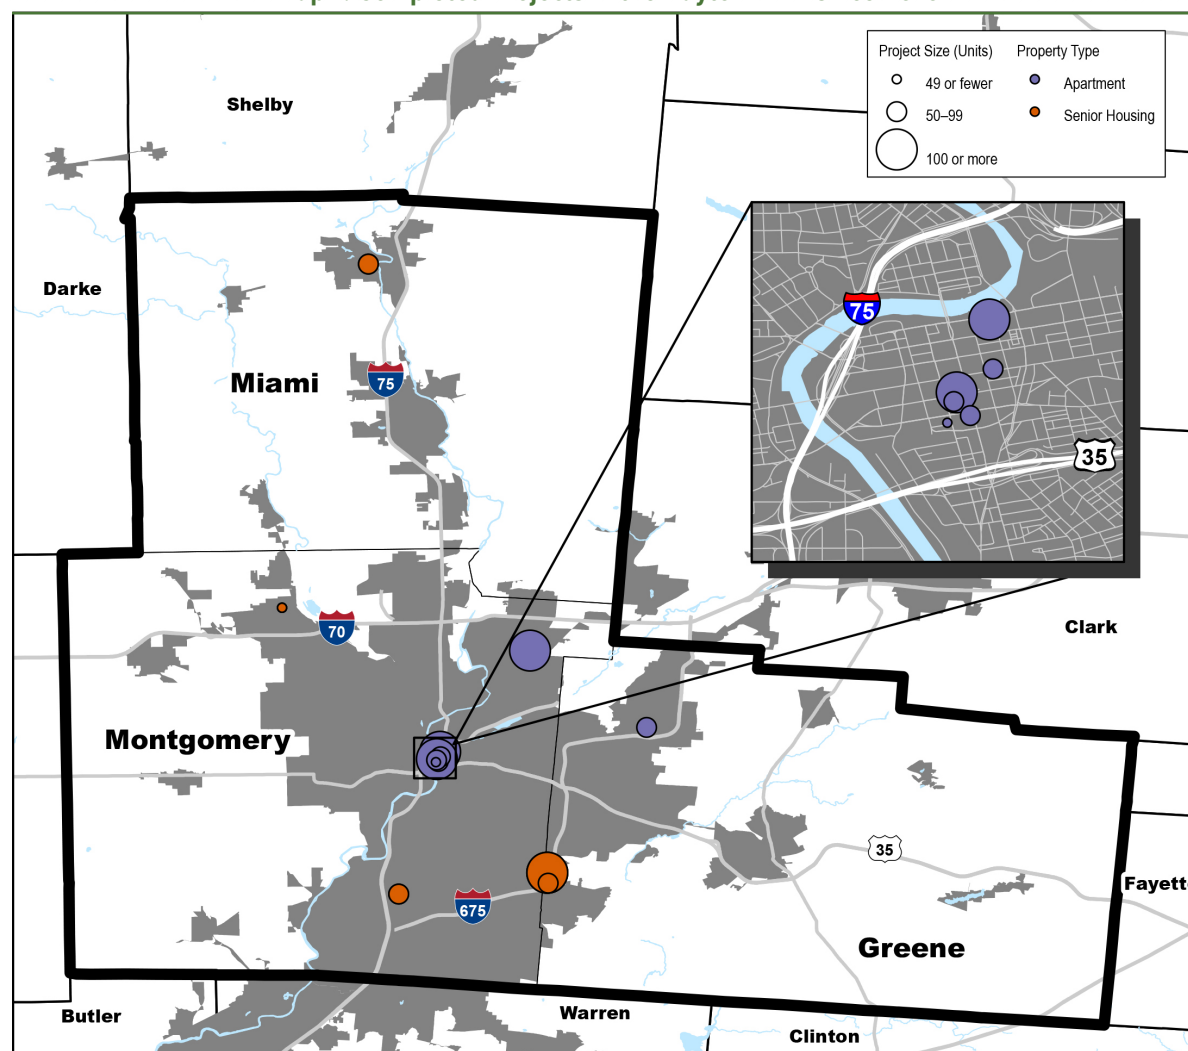 Project Size (Units)
Property Type
49 or fewer
Apartment
50–99
Senior Housing
100 or more
Shelby
Darke
Miami
75
75
35
70
Clark
Montgomery
35
Fayett
675
Greene
Butler
Warren
Clinton